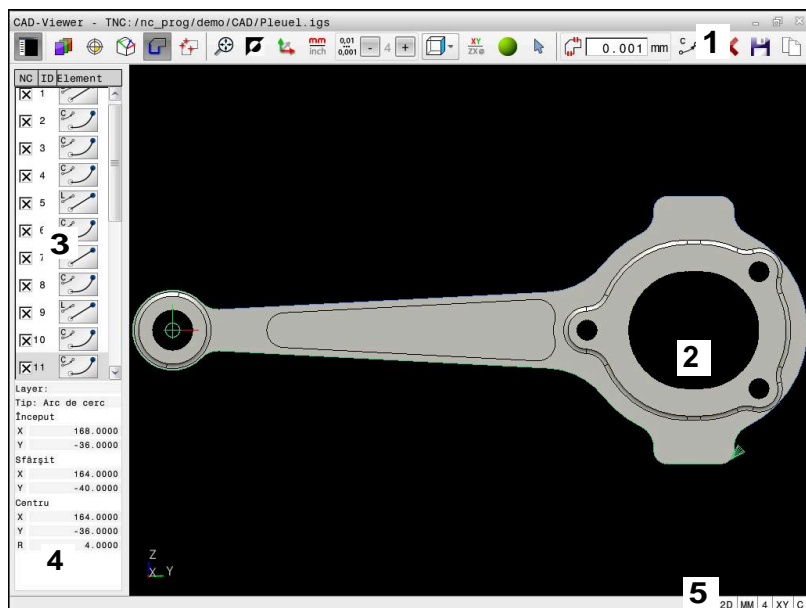 CAD-Viewer - TNC:/nc_prog/demo/CAD/Pleuel.igs
mm
inch
0,01
0,001
- 4 +
XY
ZX⌀
0.001 mm
C
1
NC ID Element
1
2 C
3 C
4 C
5 L
6 C
7
8 C
9 L
10 C
11 C
3
Layer:
Tip: Arc de cerc
Început
X 168.0000
Y -36.0000
Sfârşit
X 164.0000
Y -40.0000
Centru
X 164.0000
Y -36.0000
R 4.0000
4
2
Z
X Y
5
2D MM 4 XY C